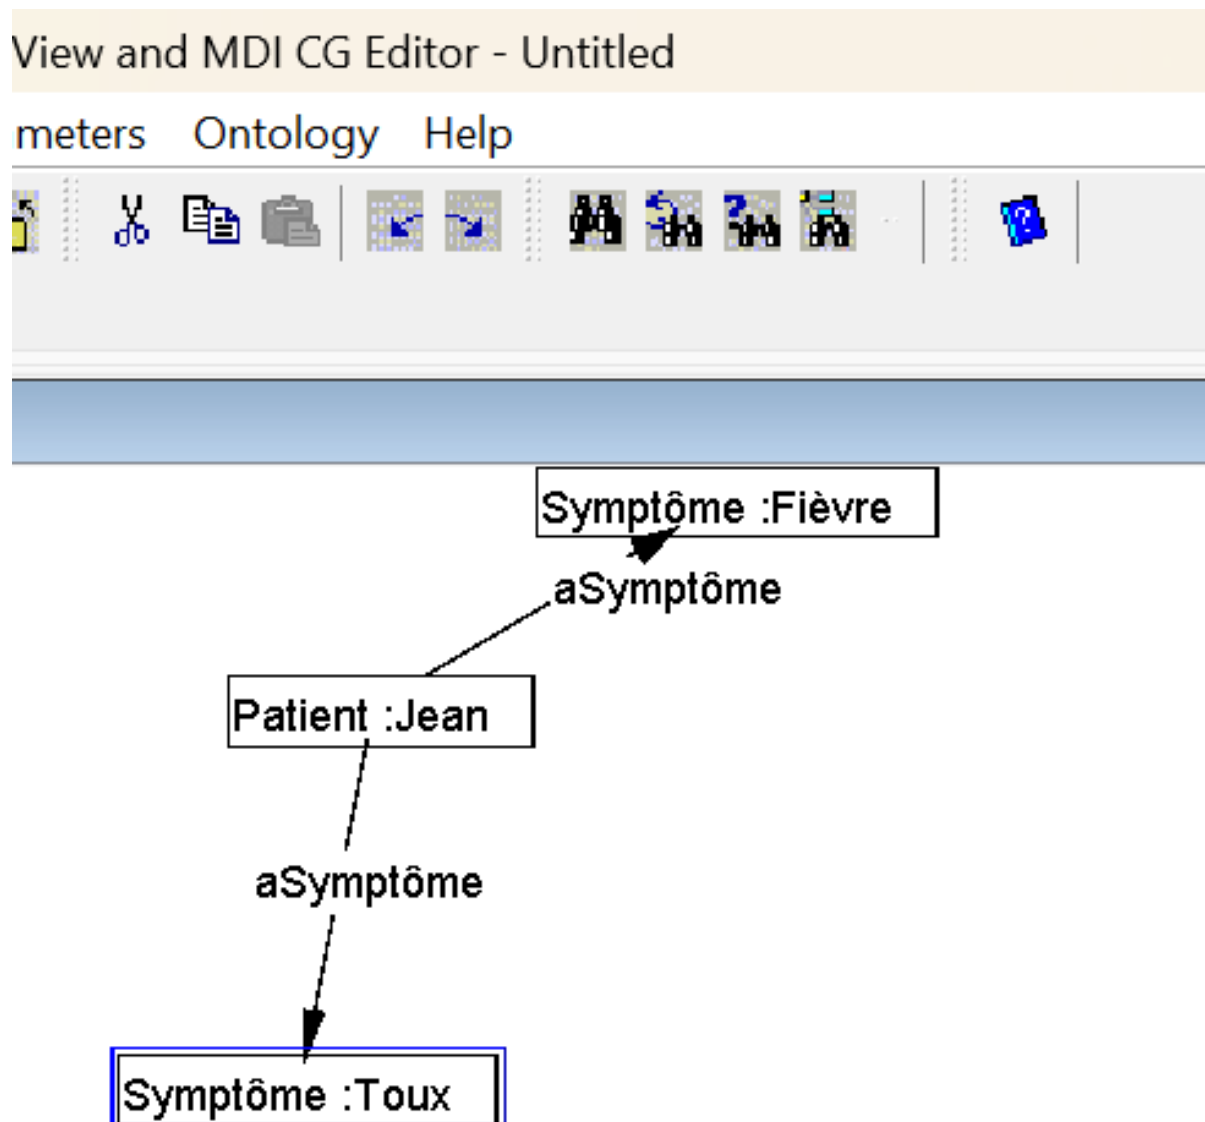 View and MDI CG Editor - Untitled
meters Ontology Help
Symptôme :Fièvre
aSymptôme
Patient :Jean
aSymptôme
Symptôme :Toux